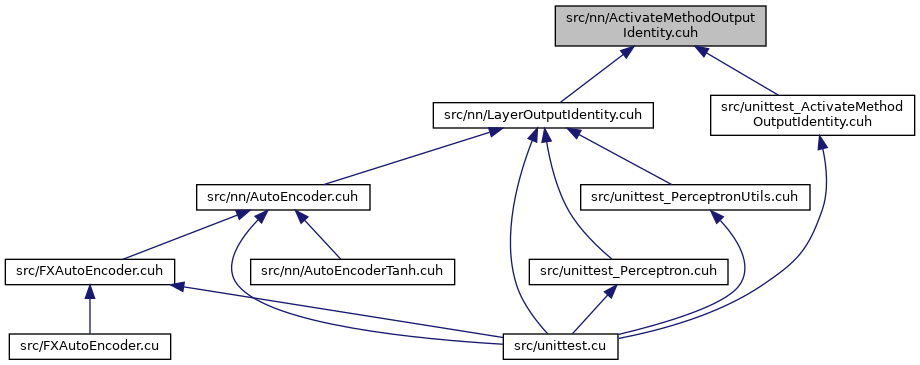 src/nn/ActivateMethodOutput
Identity.cuh
src/nn/LayerOutputIdentity.cuh
src/unittest_ActivateMethod
OutputIdentity.cuh
src/nn/AutoEncoder.cuh
src/unittest_PerceptronUtils.cuh
src/FXAutoEncoder.cuh
src/nn/AutoEncoderTanh.cuh
src/unittest_Perceptron.cuh
src/FXAutoEncoder.cu
src/unittest.cu